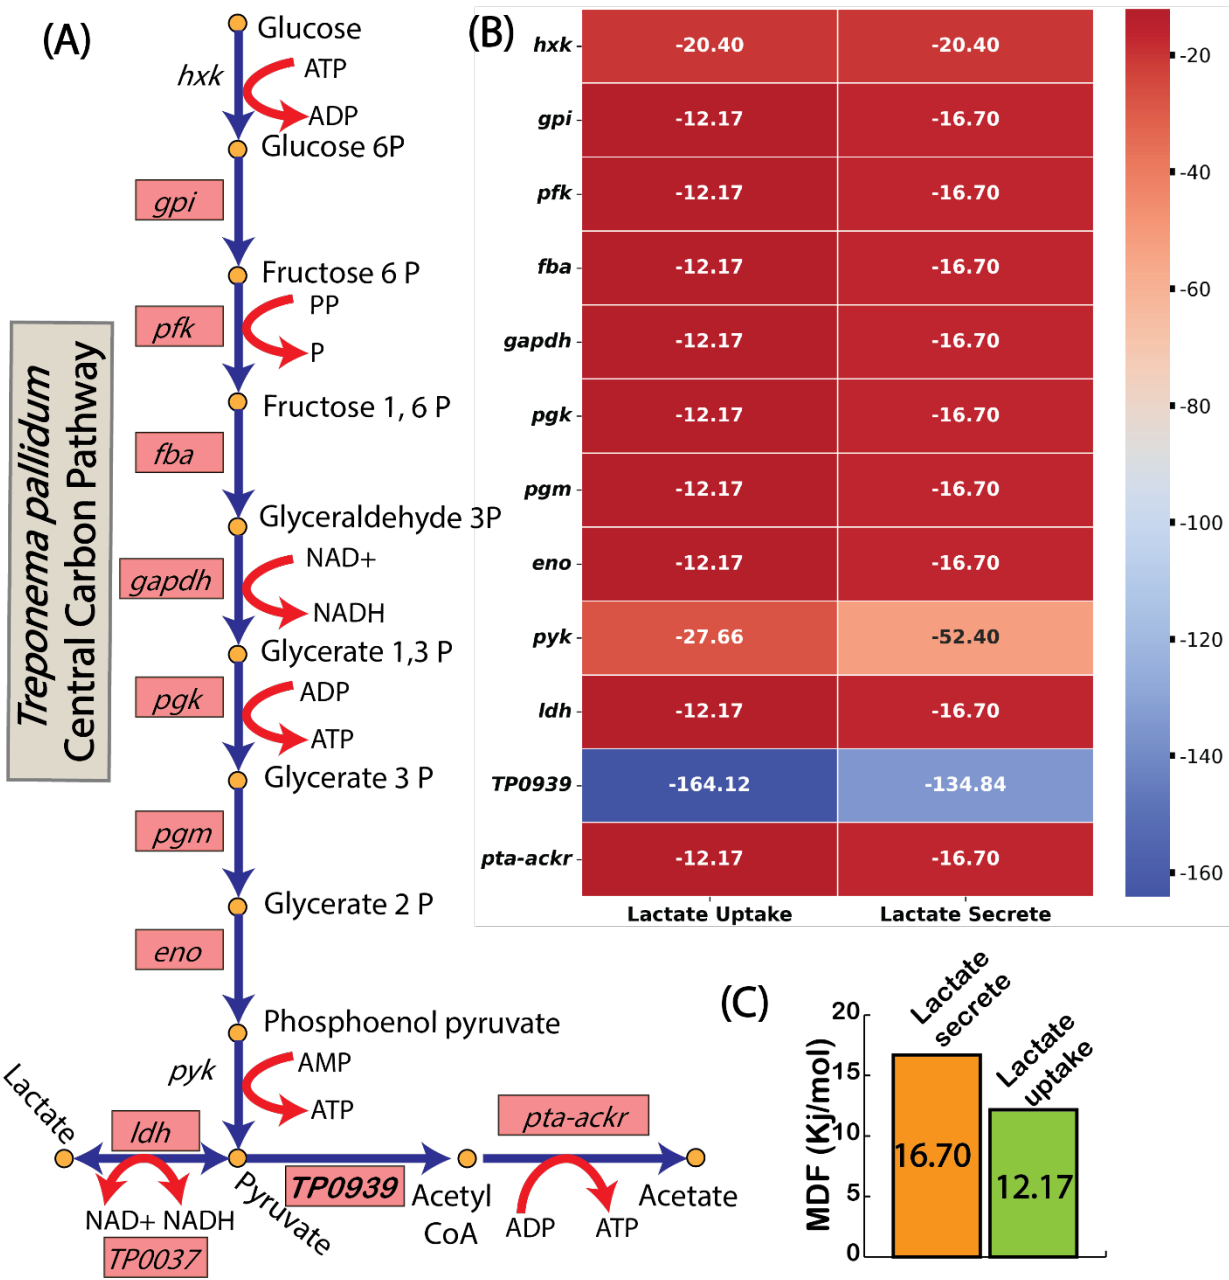 (A)
Treponema pallidum
Central Carbon Pathway
Glucose
hxk
ATP
ADP
Glucose 6P
gpi
Fructose 6 P
pfk
PP
P
Fructose 1, 6 P
fba
Glyceraldehyde 3P
gapdh
NAD+
NADH
Glycerate 1,3 P
pgk
ADP
ATP
Glycerate 3 P
pgm
Glycerate 2 P
eno
Phosphoenol pyruvate
pyk
AMP
ATP
Lactate
ldh
NAD+ NADH
TP0037
Pyruvate
TP0939
Acetyl
CoA
pta-ackr
ADP
ATP
Acetate
(B)
hxk -20.40 -20.40
gpi -12.17 -16.70
pfk -12.17 -16.70
fba -12.17 -16.70
gapdh -12.17 -16.70
pgk -12.17 -16.70
pgm -12.17 -16.70
eno -12.17 -16.70
pyk -27.66 -52.40
ldh -12.17 -16.70
TP0939 -164.12 -134.84
pta-ackr -12.17 -16.70
Lactate Uptake Lactate Secrete
-20
-40
-60
-80
-100
-120
-140
-160
(C)
MDF (Kj/mol)
20
15
10
5
0
Lactate
secrete
16.70
Lactate
uptake
12.17